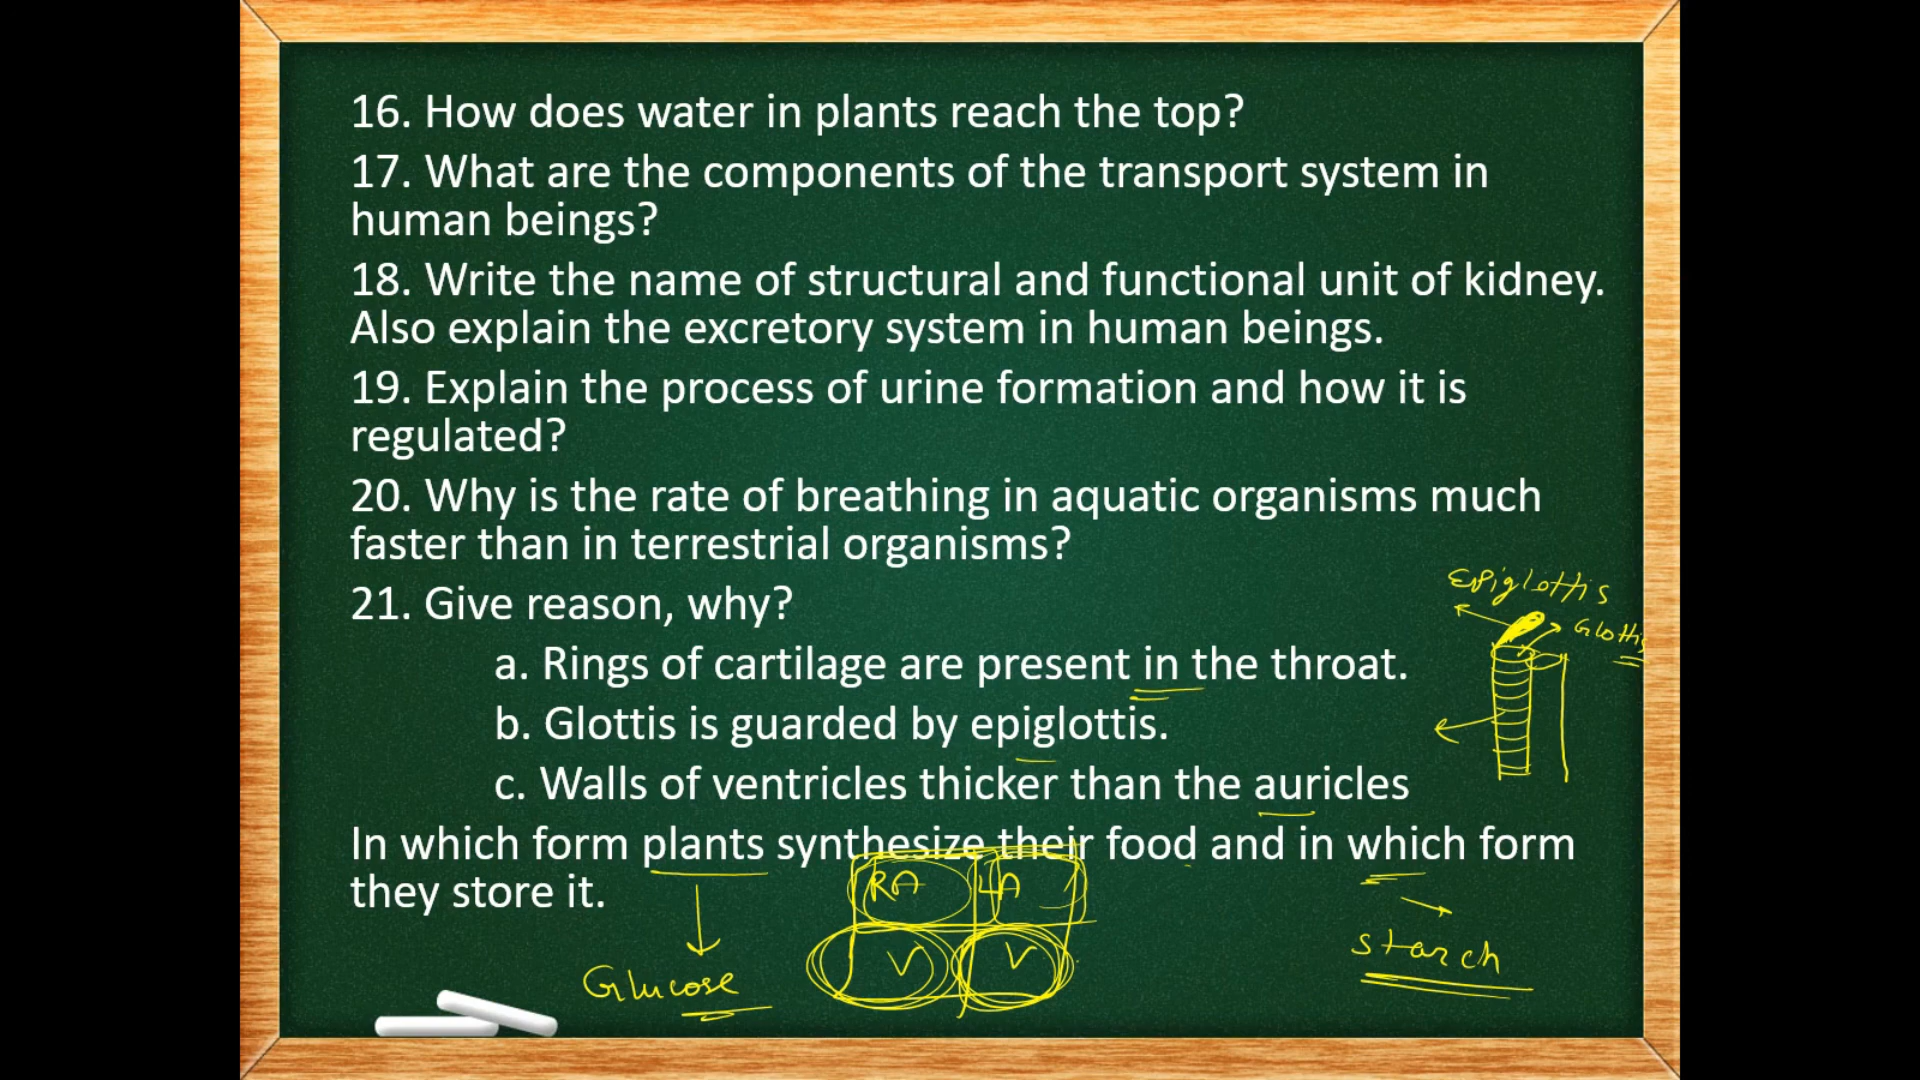 16. How does water in plants reach the top?
17. What are the components of the transport system in
human beings?
18. Write the name of structural and functional unit of kidney.
Also explain the excretory system in human beings.
19. Explain the process of urine formation and how it is
regulated?
20. Why is the rate of breathing in aquatic organisms much
faster than in terrestrial organisms?
21. Give reason, why?
Epiglottis
Glottis
a. Rings of cartilage are present in the throat.
b. Glottis is guarded by epiglottis.
c. Walls of ventricles thicker than the auricles
In which form plants synthesize their food and in which form
they store it.
RA LA
V V
Glucose
starch